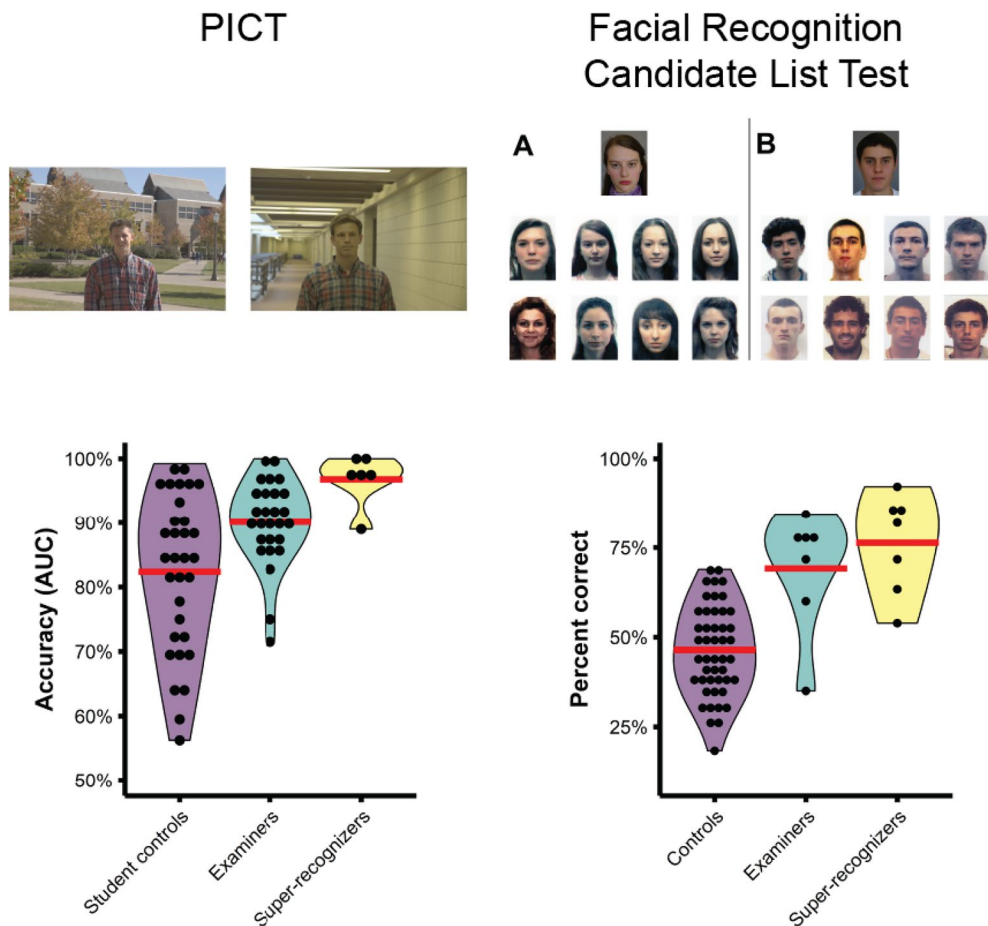 PICT
Facial Recognition
Candidate List Test
A
B
100%
90%
80%
70%
60%
50%
Accuracy (AUC)
Student controls
Examiners
Super-recognizers
100%
75%
50%
25%
Percent correct
Controls
Examiners
Super-recognizers